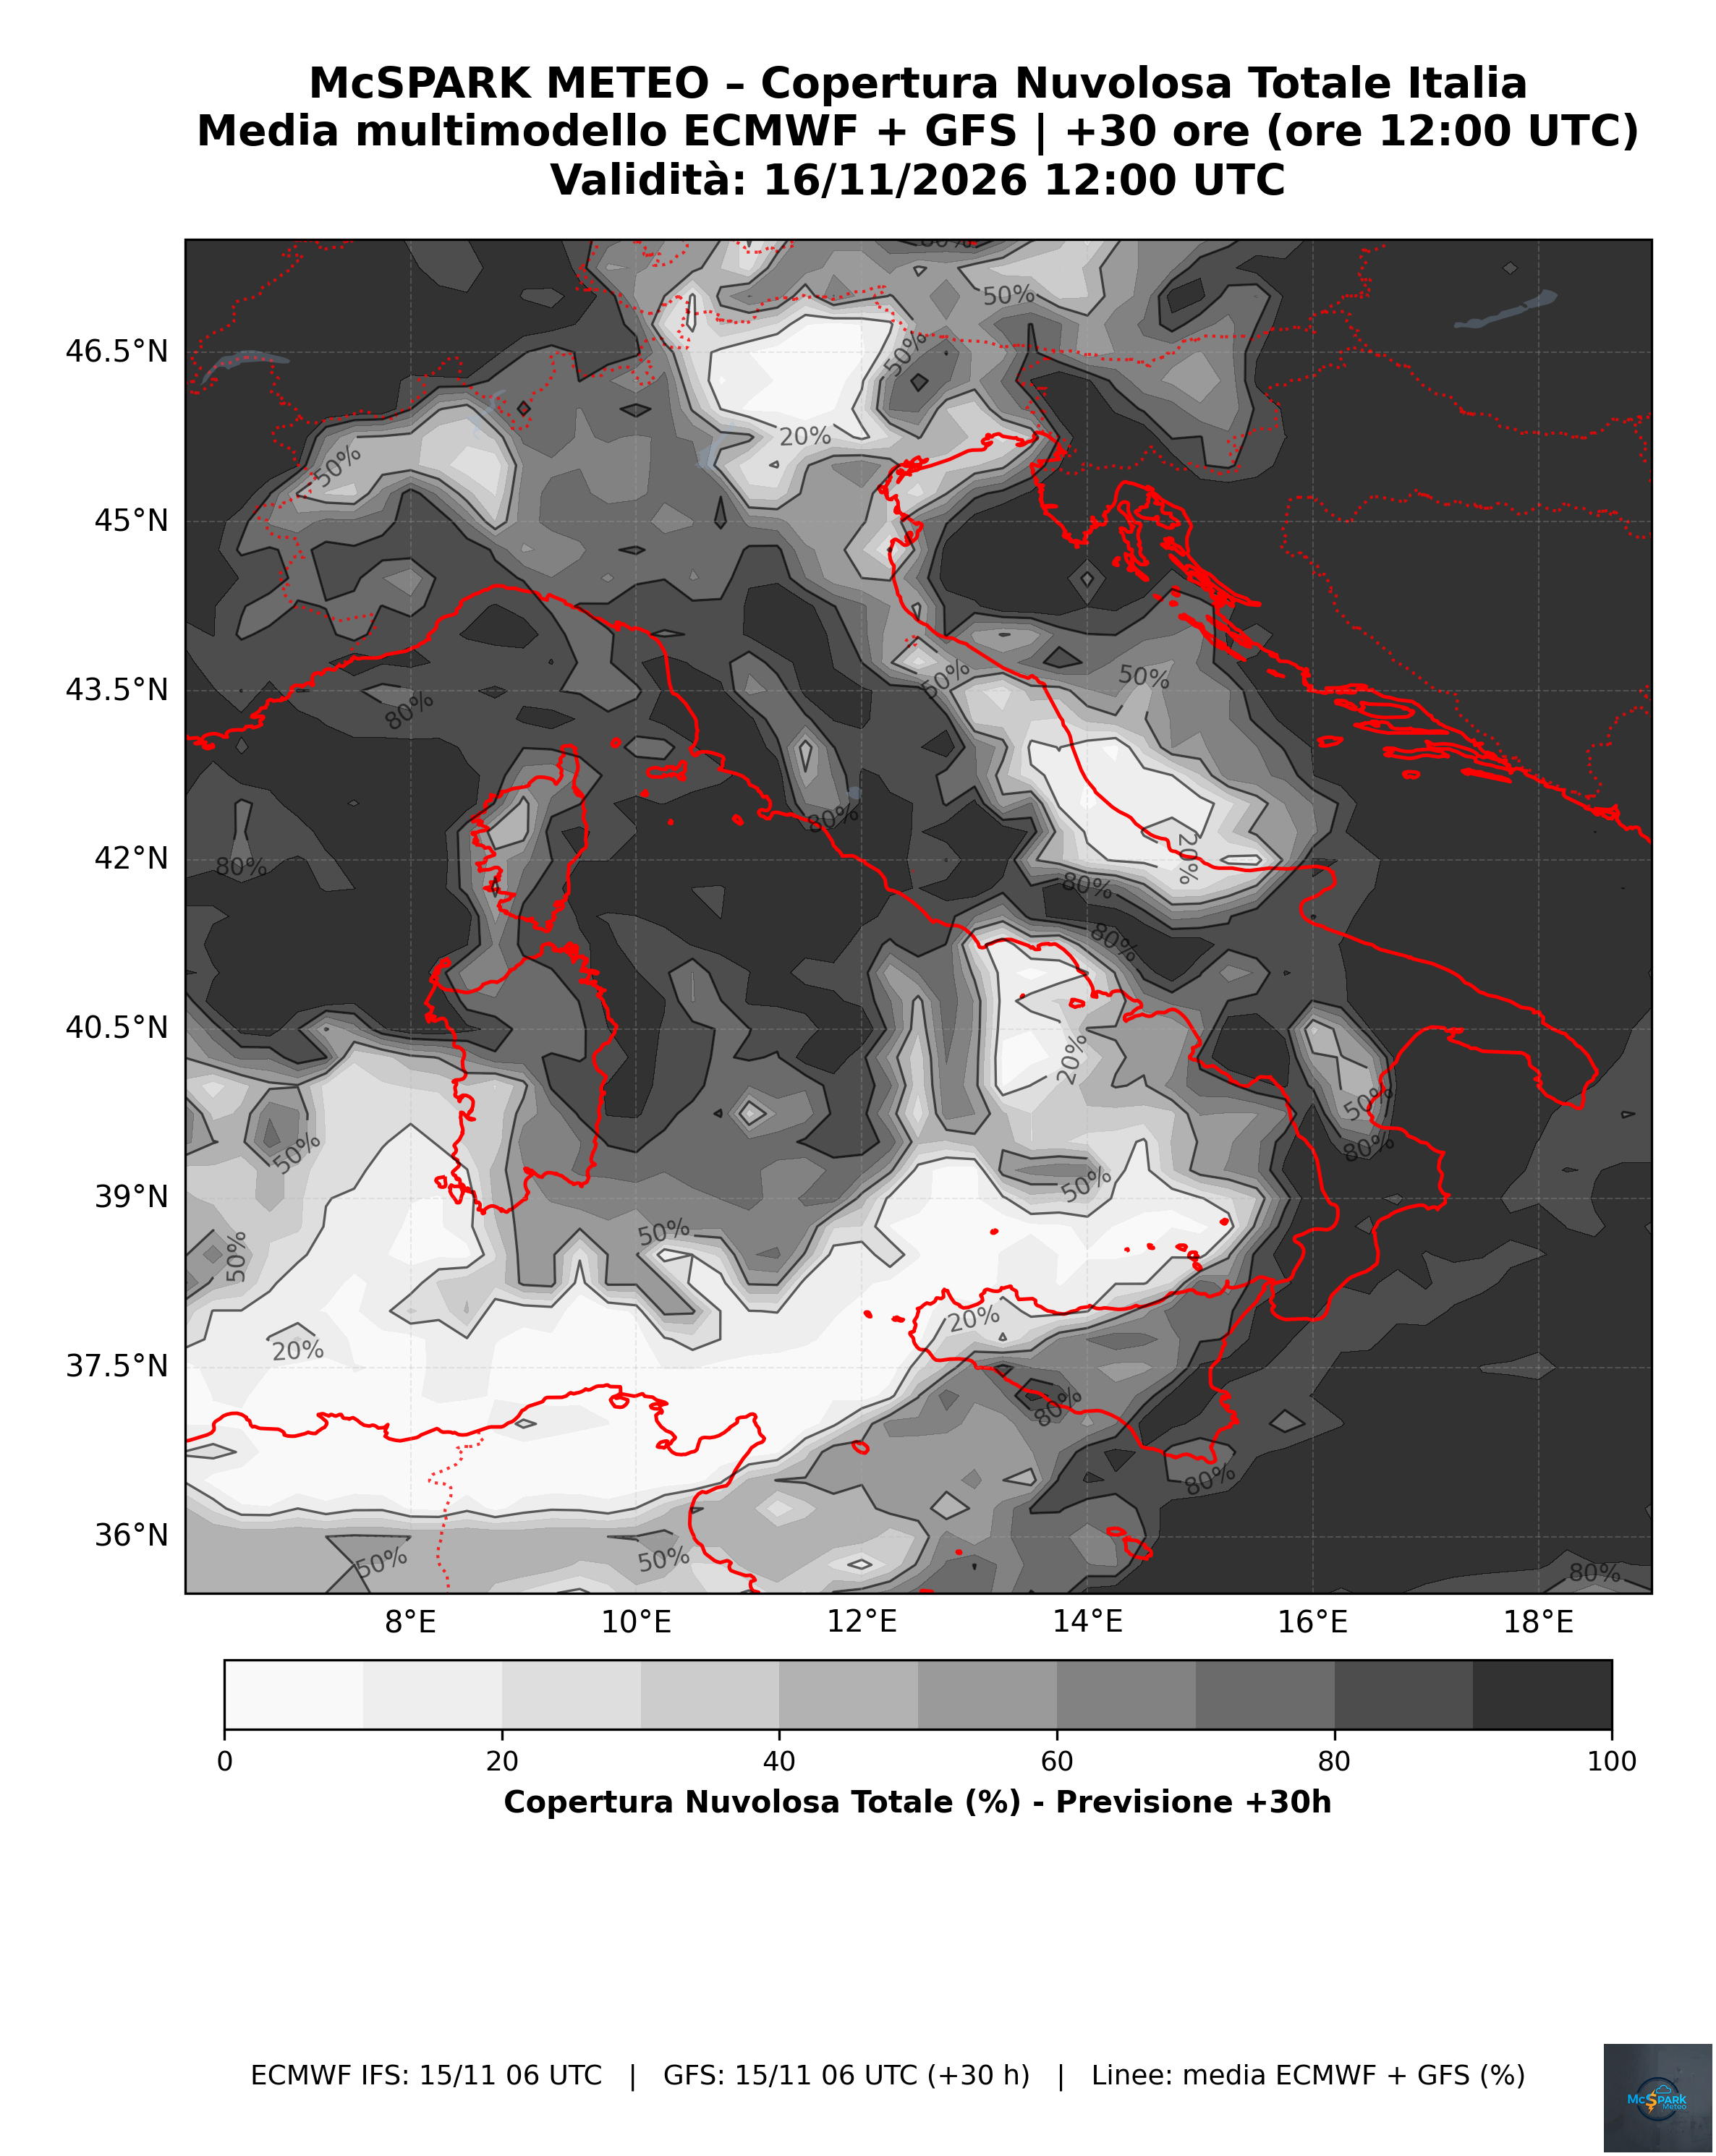 McSPARK METEO – Copertura Nuvolosa Totale Italia
Media multimodello ECMWF + GFS | +30 ore (ore 12:00 UTC)
Validità: 16/11/2026 12:00 UTC
80%
50%
46.5°N
50%
20%
50%
45°N
50%
50%
43.5°N
80%
80%
42°N
80%
20%
80%
80%
40.5°N
20%
50%
50%
80%
39°N
50%
50%
50%
20%
20%
37.5°N
80%
80%
36°N
50%
50%
80%
8°E 10°E 12°E 14°E 16°E 18°E
0 20 40 60 80 100
Copertura Nuvolosa Totale (%) - Previsione +30h
ECMWF IFS: 15/11 06 UTC | GFS: 15/11 06 UTC (+30 h) | Linee: media ECMWF + GFS (%)
McSPARK
Meteo